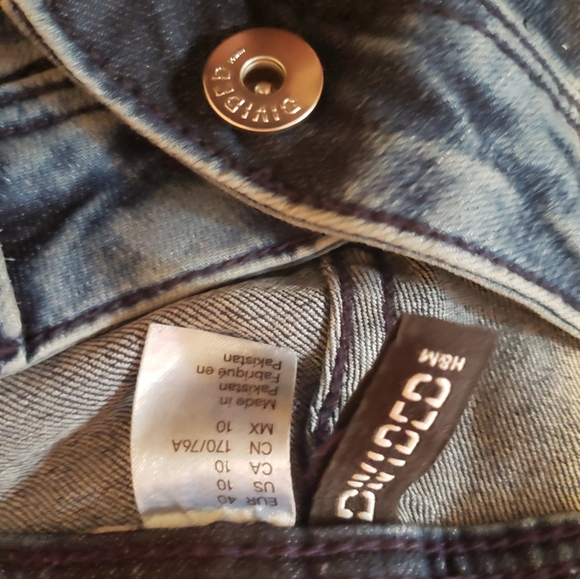 DIVIDED
H&M
EUR 40
US 10
CA 10
CN 170/76A
MX 10
Made in
Pakistan
Fabriqué en
Pakistan
DIVIDED
H&M